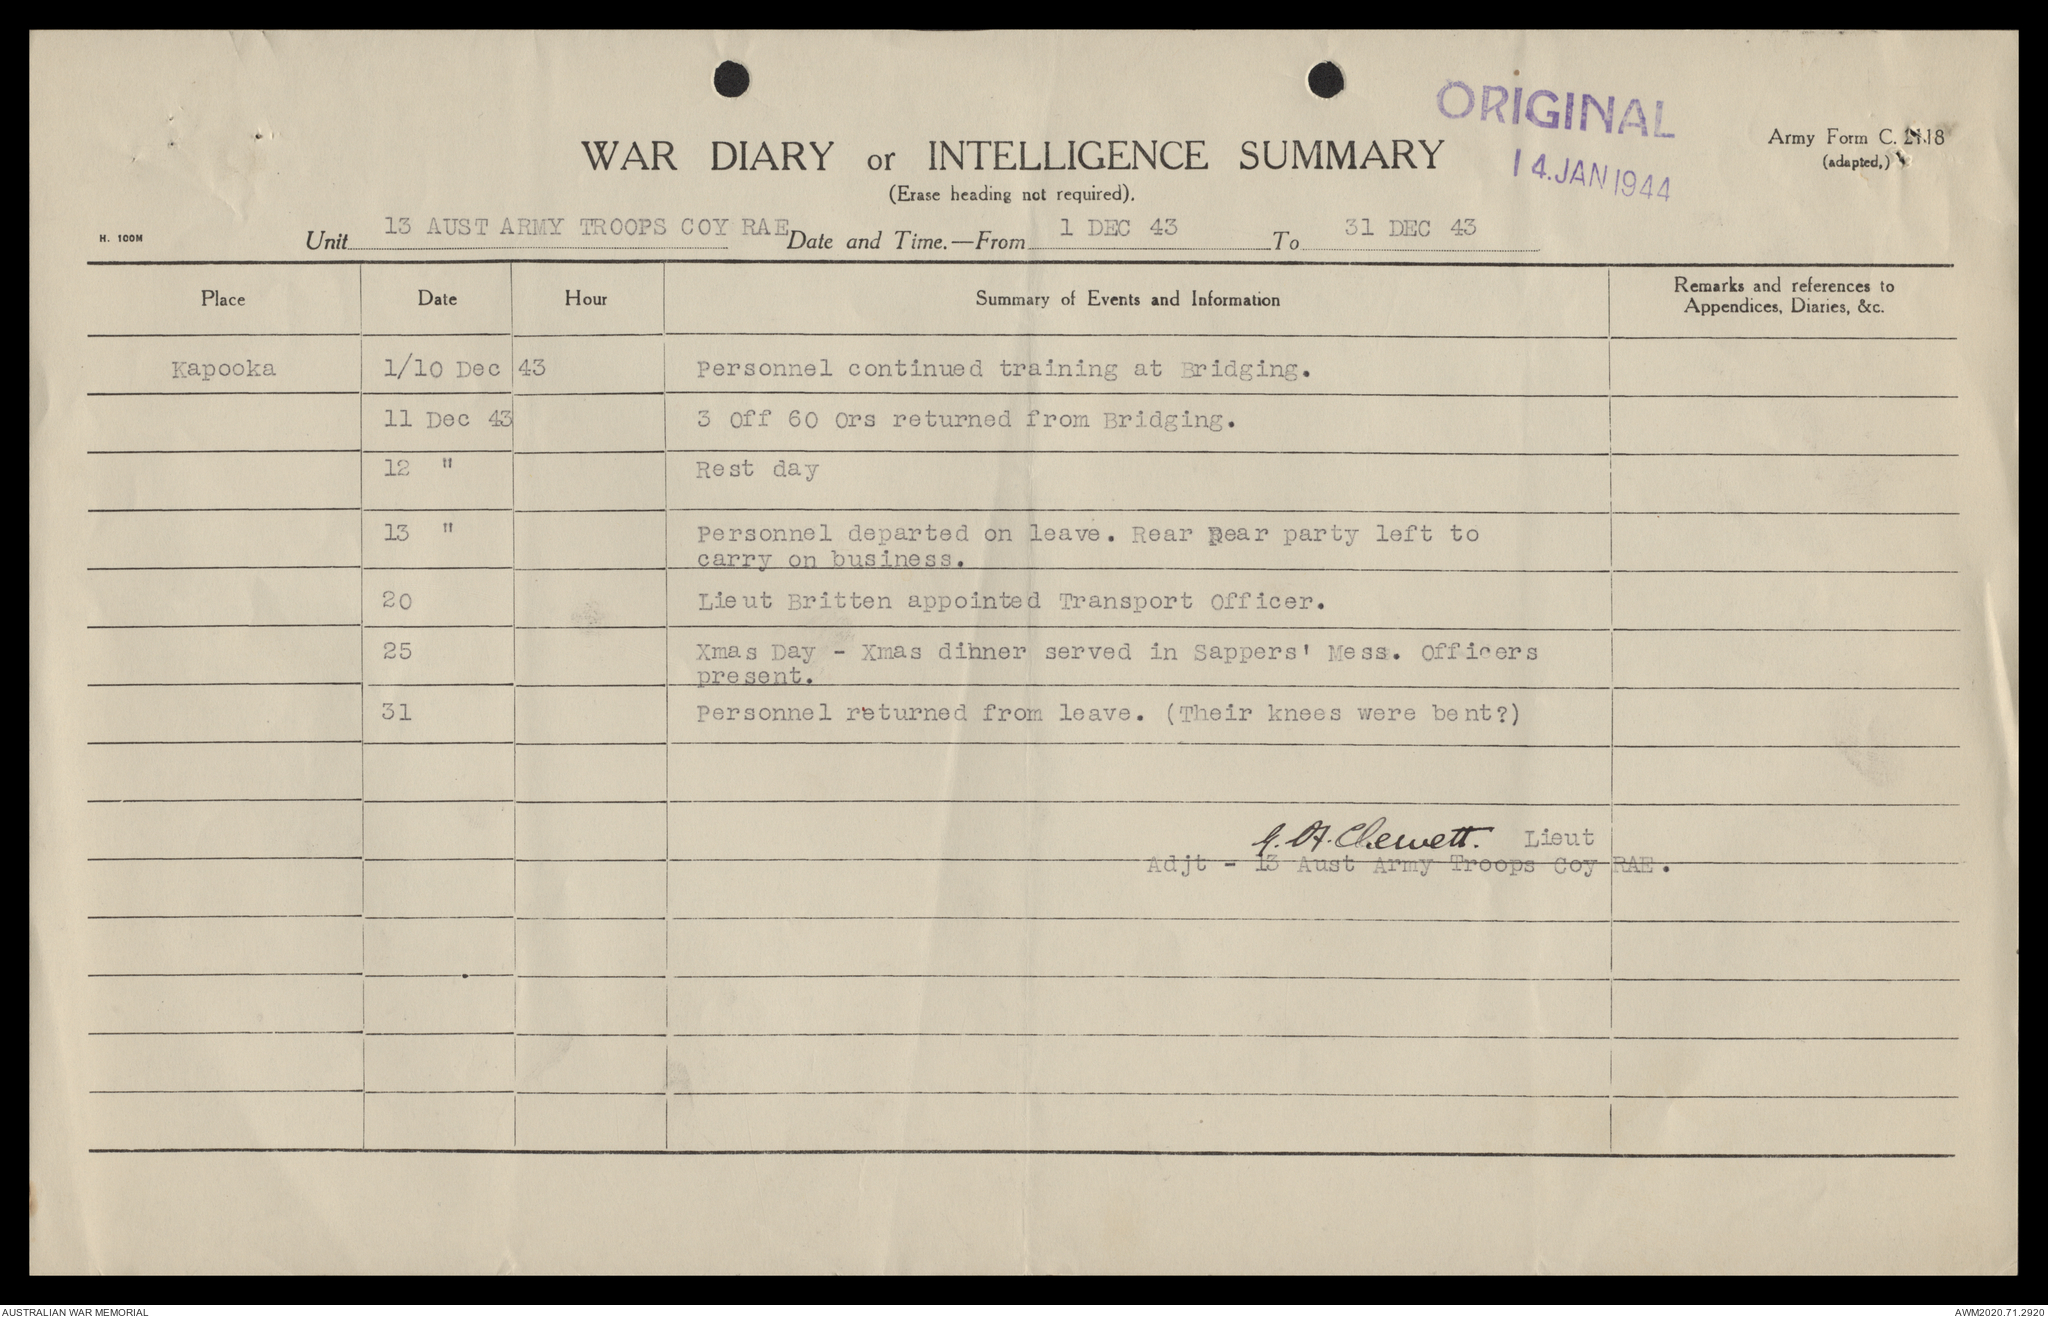 ORIGINAL
14. JAN 1944
Army Form C. 2118
(adapted,)
WAR DIARY or INTELLIGENCE SUMMARY
(Erase heading not required).
H. 100M
Unit 13 AUST ARMY TROOPS COY RAE Date and Time.—From 1 DEC 43 To 31 DEC 43
Place Date Hour Summary of Events and Information Remarks and references to
Appendices, Diaries, &c.
Kapooka 1/10 Dec 43 Personnel continued training at Bridging.
11 Dec 43 3 Off 60 Ors returned from Bridging.
12 " Rest day
13 " Personnel departed on leave. Rear Rear party left to
carry on business.
20 Lieut Britten appointed Transport Officer.
25 Xmas Day - Xmas dinner served in Sappers' Mess. Officers
present.
31 Personnel returned from leave. (Their knees were bent?)
Chewett. Lieut
Adjt - 13 Aust Army Troops Coy RAE.
AUSTRALIAN WAR MEMORIAL
AWM2020.71.2920